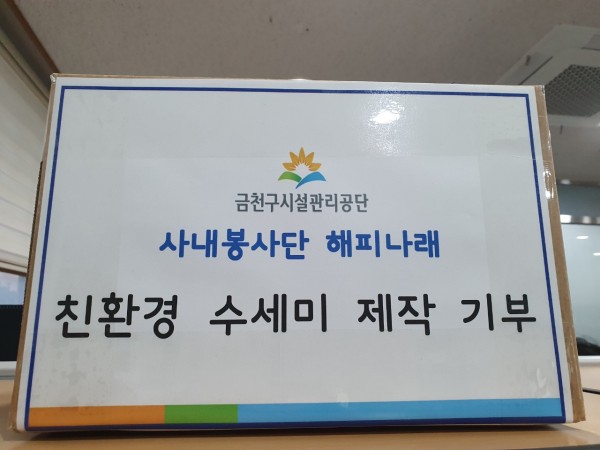 금천구시설관리공단
사내봉사단 해피나래
친환경 수세미 제작 기부